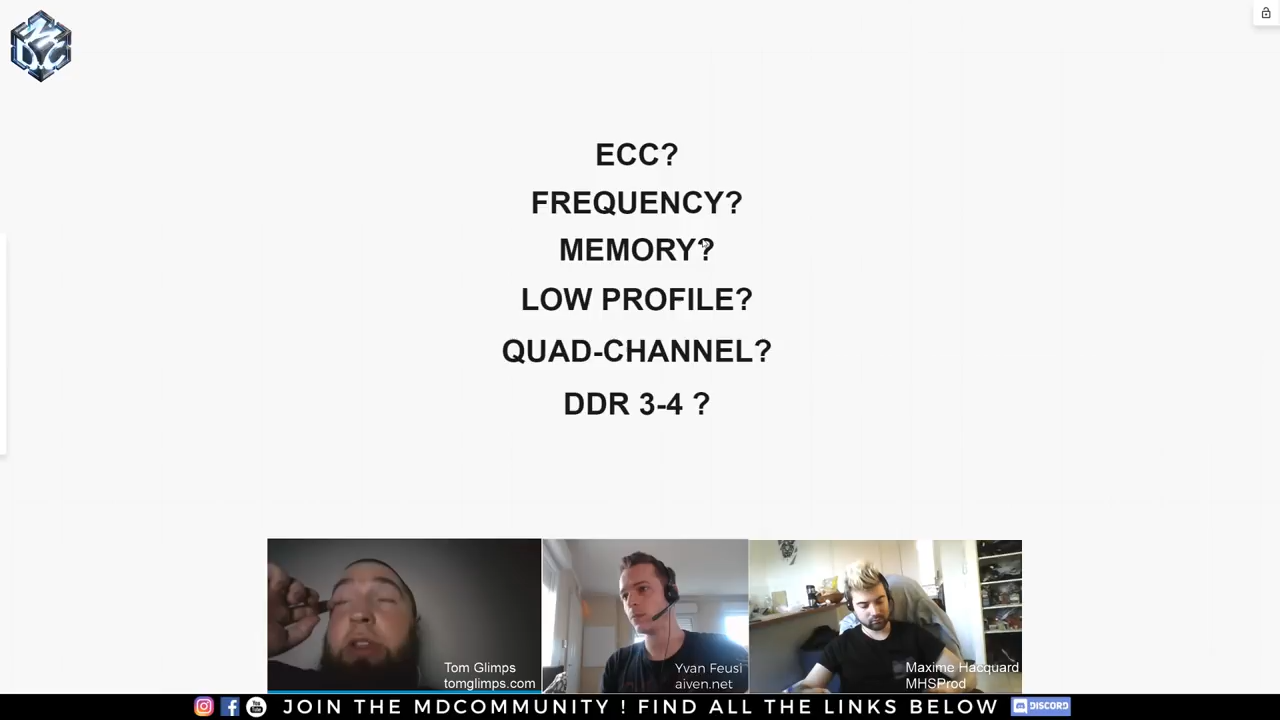 ECC?
FREQUENCY?
MEMORY?
LOW PROFILE?
QUAD-CHANNEL?
DDR 3-4 ?
Tom Glimps
tomglimps.com
Yvan Feusi
aiven.net
Maxime Hacquard
MHSProd
JOIN THE MDCOMMUNITY ! FIND ALL THE LINKS BELOW
DISCORD